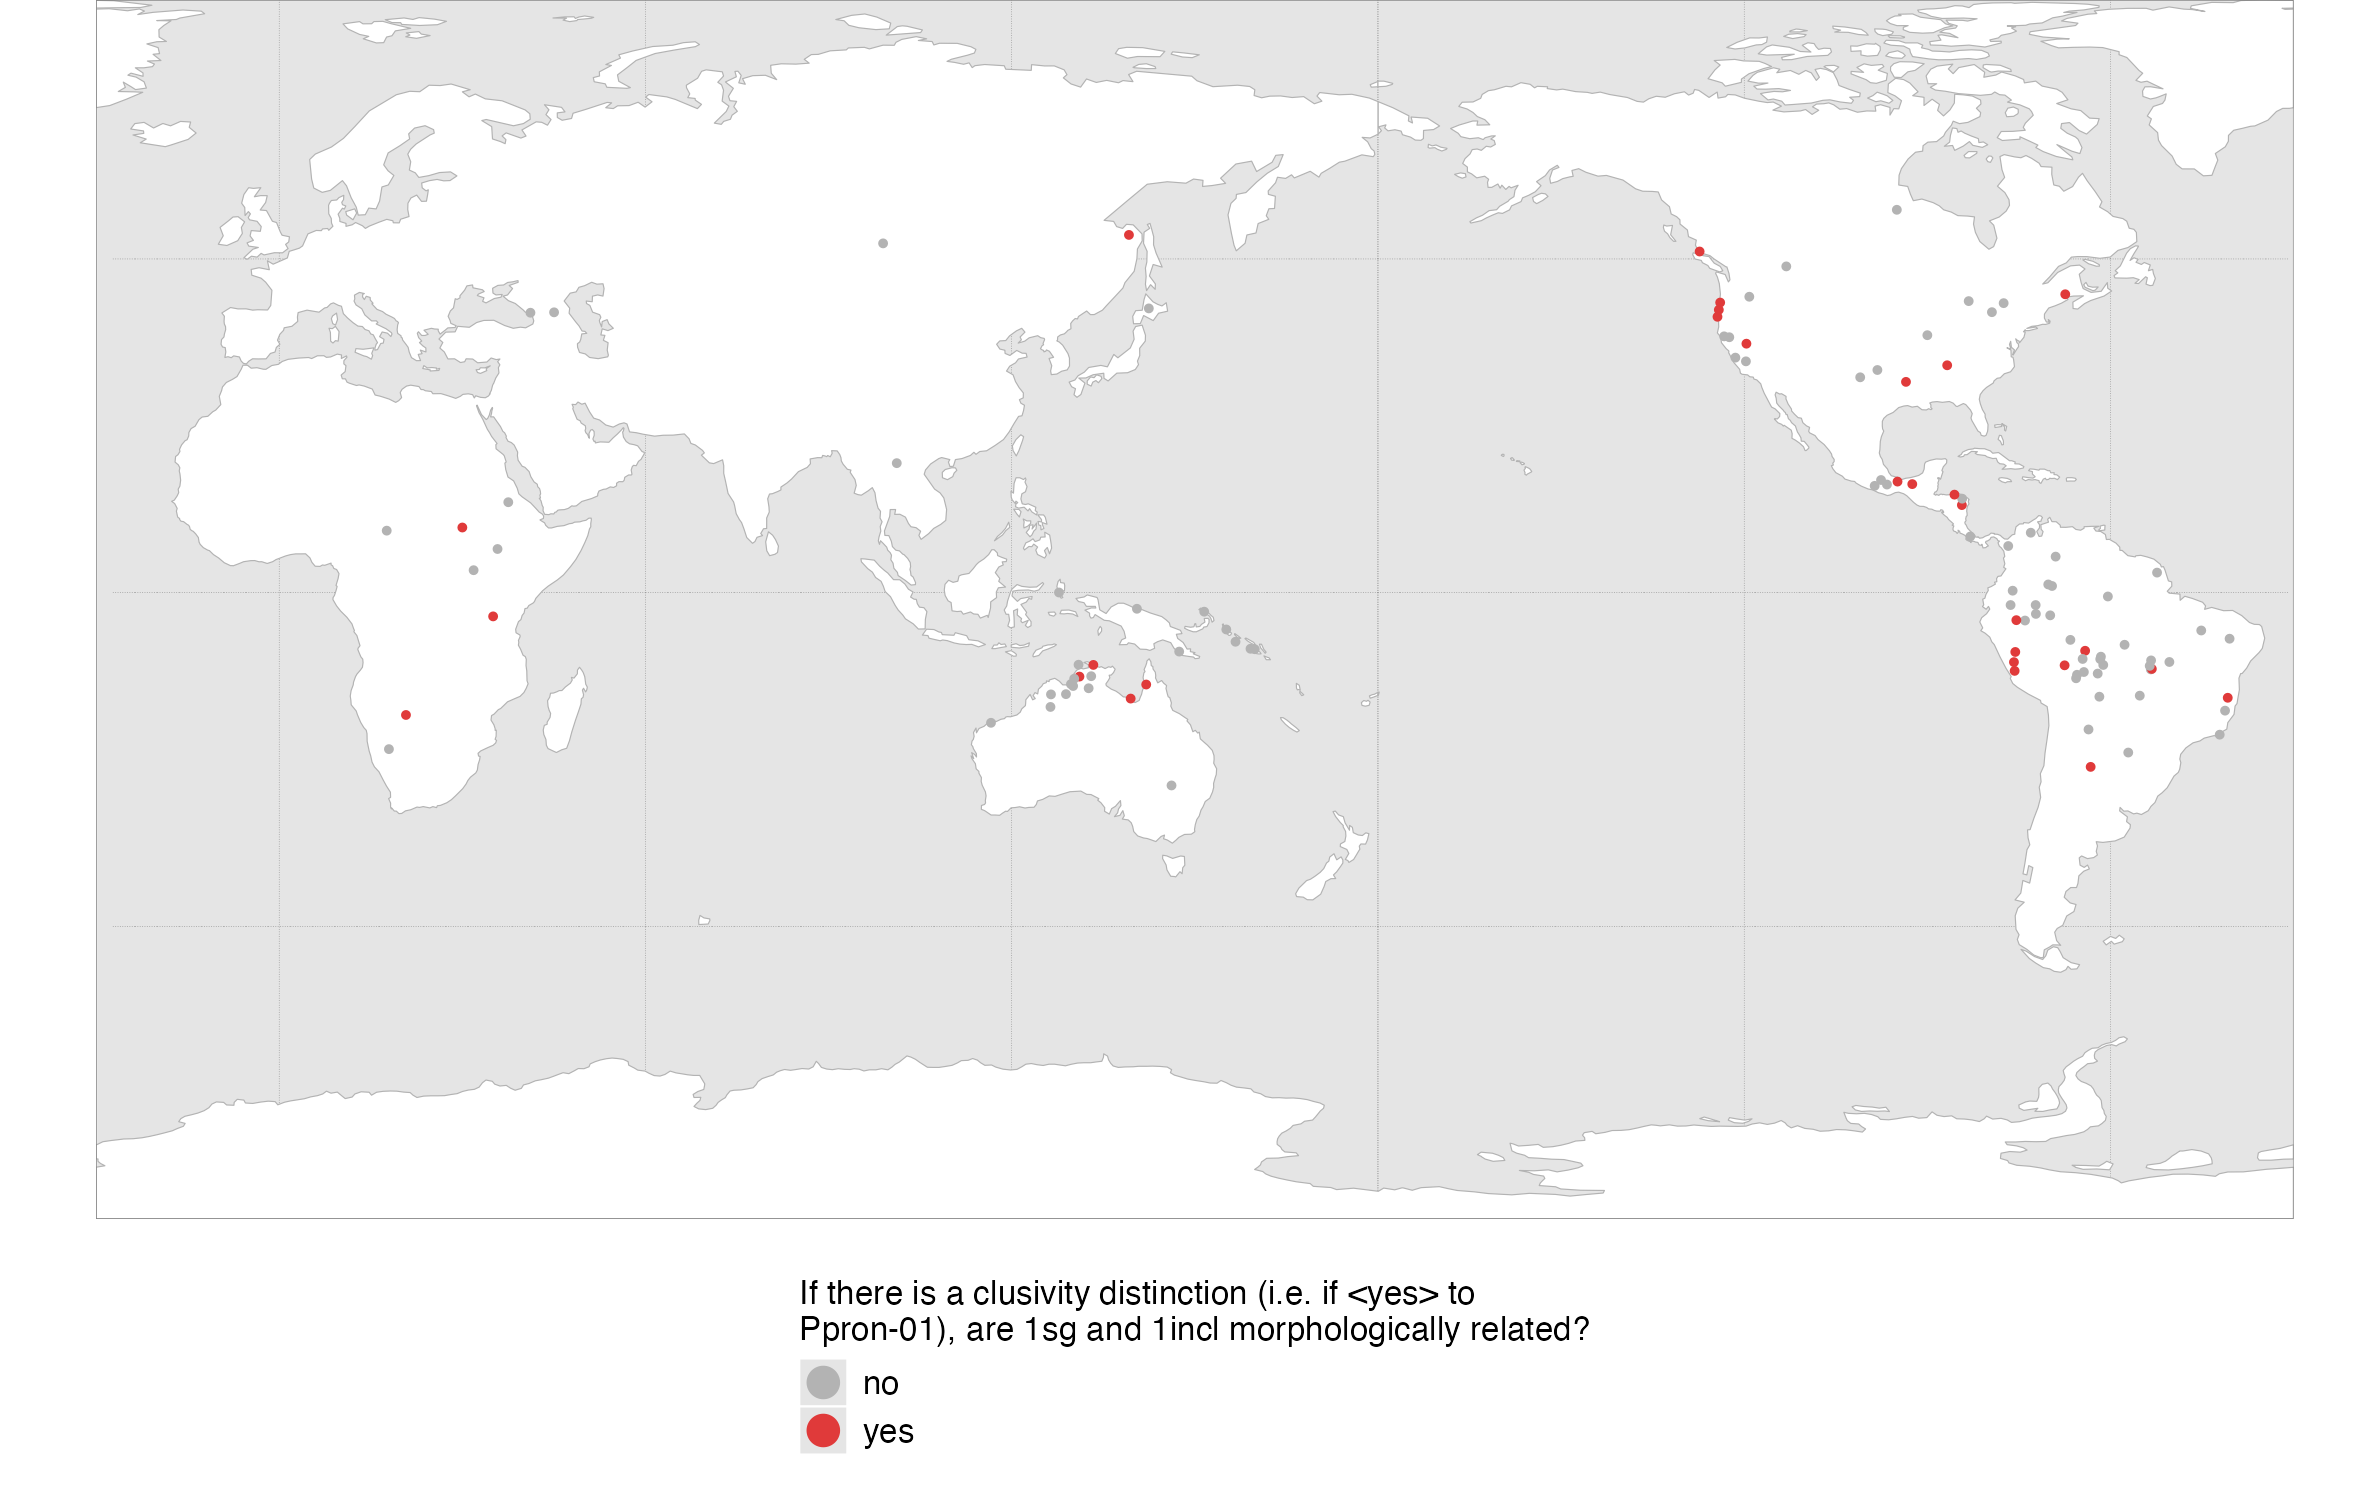 If there is a clusivity distinction (i.e. if <yes> to
Ppron-01), are 1sg and 1incl morphologically related?
no
yes